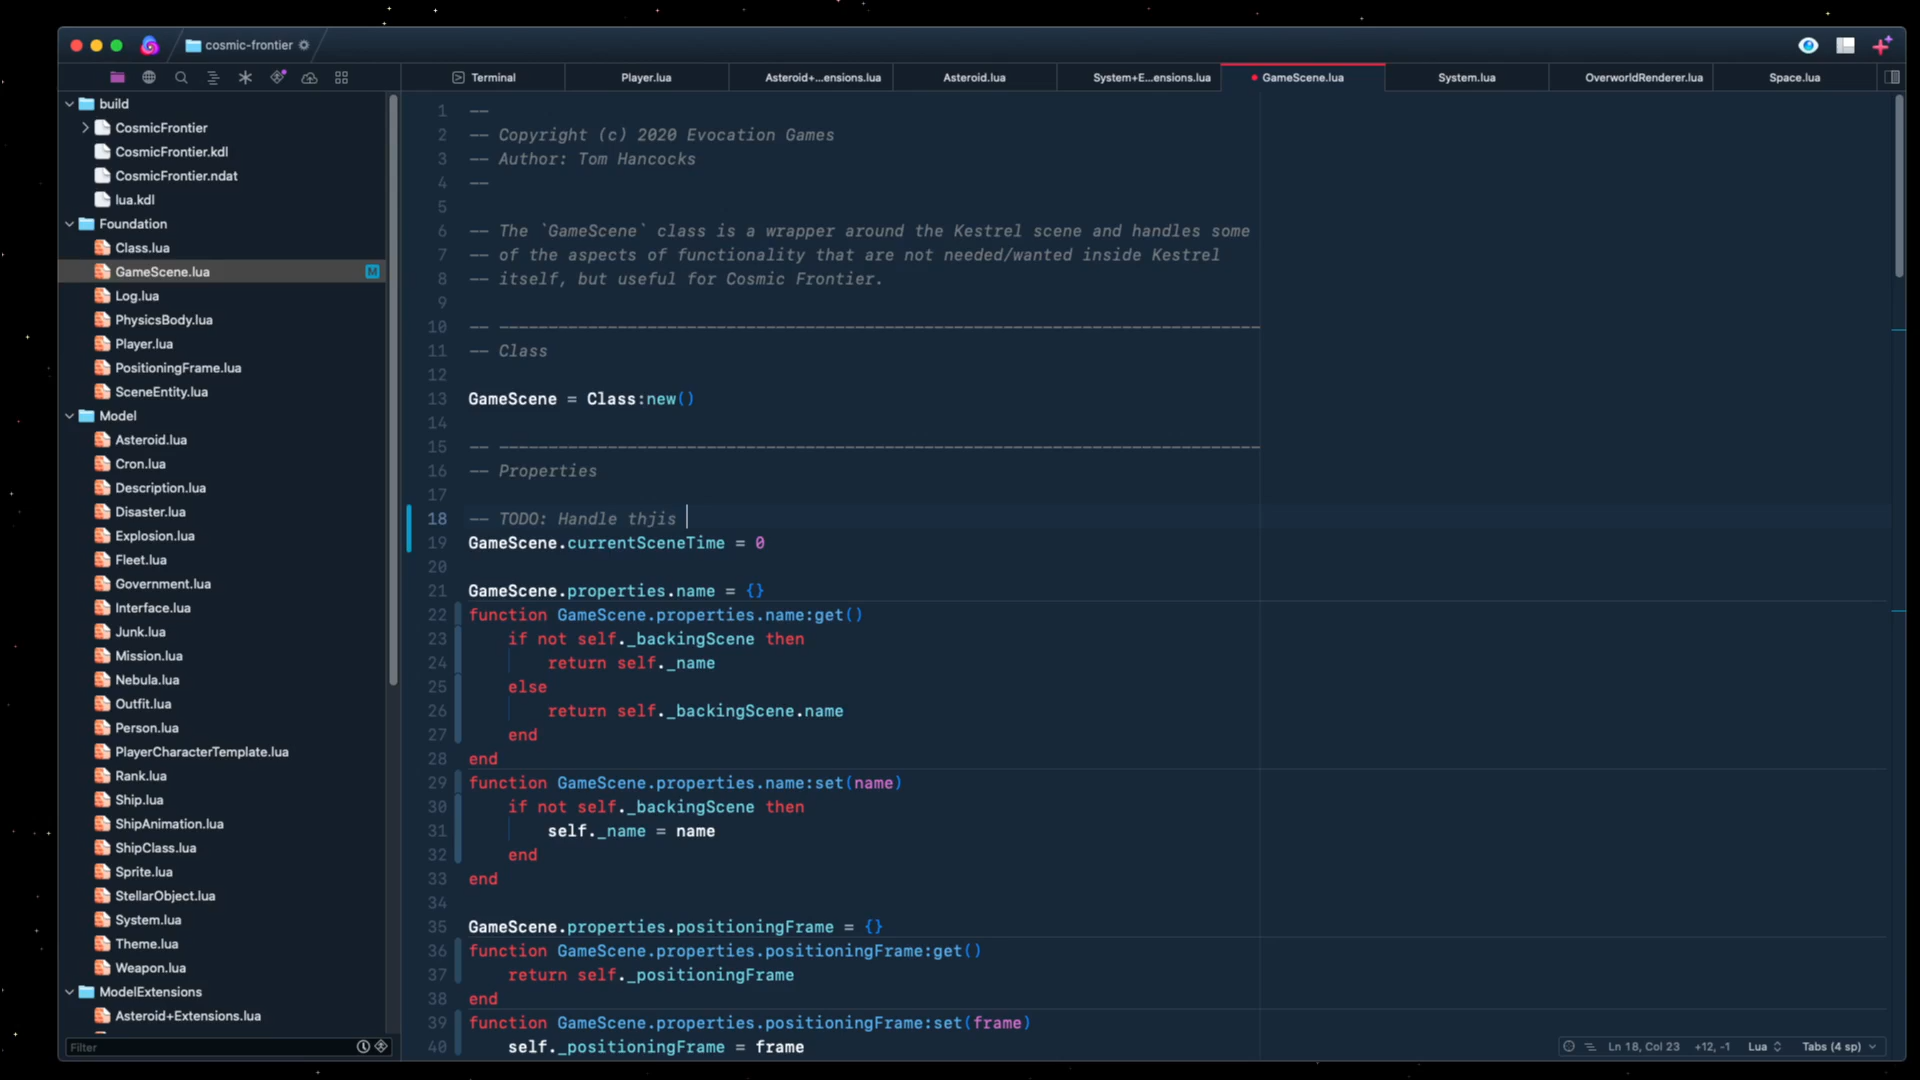 cosmic-frontier
Terminal
Player.lua
Asteroid+...ensions.lua
Asteroid.lua
System+E...ensions.lua
GameScene.lua
System.lua
OverworldRenderer.lua
Space.lua
build
CosmicFrontier
CosmicFrontier.kdl
CosmicFrontier.ndat
lua.kdl
Foundation
Class.lua
GameScene.lua M
Log.lua
PhysicsBody.lua
Player.lua
PositioningFrame.lua
SceneEntity.lua
Model
Asteroid.lua
Cron.lua
Description.lua
Disaster.lua
Explosion.lua
Fleet.lua
Government.lua
Interface.lua
Junk.lua
Mission.lua
Nebula.lua
Outfit.lua
Person.lua
PlayerCharacterTemplate.lua
Rank.lua
Ship.lua
ShipAnimation.lua
ShipClass.lua
Sprite.lua
StellarObject.lua
System.lua
Theme.lua
Weapon.lua
ModelExtensions
Asteroid+Extensions.lua
Filter
1 --
2 -- Copyright (c) 2020 Evocation Games
3 -- Author: Tom Hancocks
4 --
5
6 -- The `GameScene` class is a wrapper around the Kestrel scene and handles some
7 -- of the aspects of functionality that are not needed/wanted inside Kestrel
8 -- itself, but useful for Cosmic Frontier.
9
10 -- -----------------------------------------------------------------------------
11 -- Class
12
13 GameScene = Class:new()
14
15 -- -----------------------------------------------------------------------------
16 -- Properties
17
18 -- TODO: Handle thjis
19 GameScene.currentSceneTime = 0
20
21 GameScene.properties.name = {}
22 function GameScene.properties.name:get()
23 if not self._backingScene then
24 return self._name
25 else
26 return self._backingScene.name
27 end
28 end
29 function GameScene.properties.name:set(name)
30 if not self._backingScene then
31 self._name = name
32 end
33 end
34
35 GameScene.properties.positioningFrame = {}
36 function GameScene.properties.positioningFrame:get()
37 return self._positioningFrame
38 end
39 function GameScene.properties.positioningFrame:set(frame)
40 self._positioningFrame = frame
Ln 18, Col 23 +12, -1 Lua Tabs (4 sp)